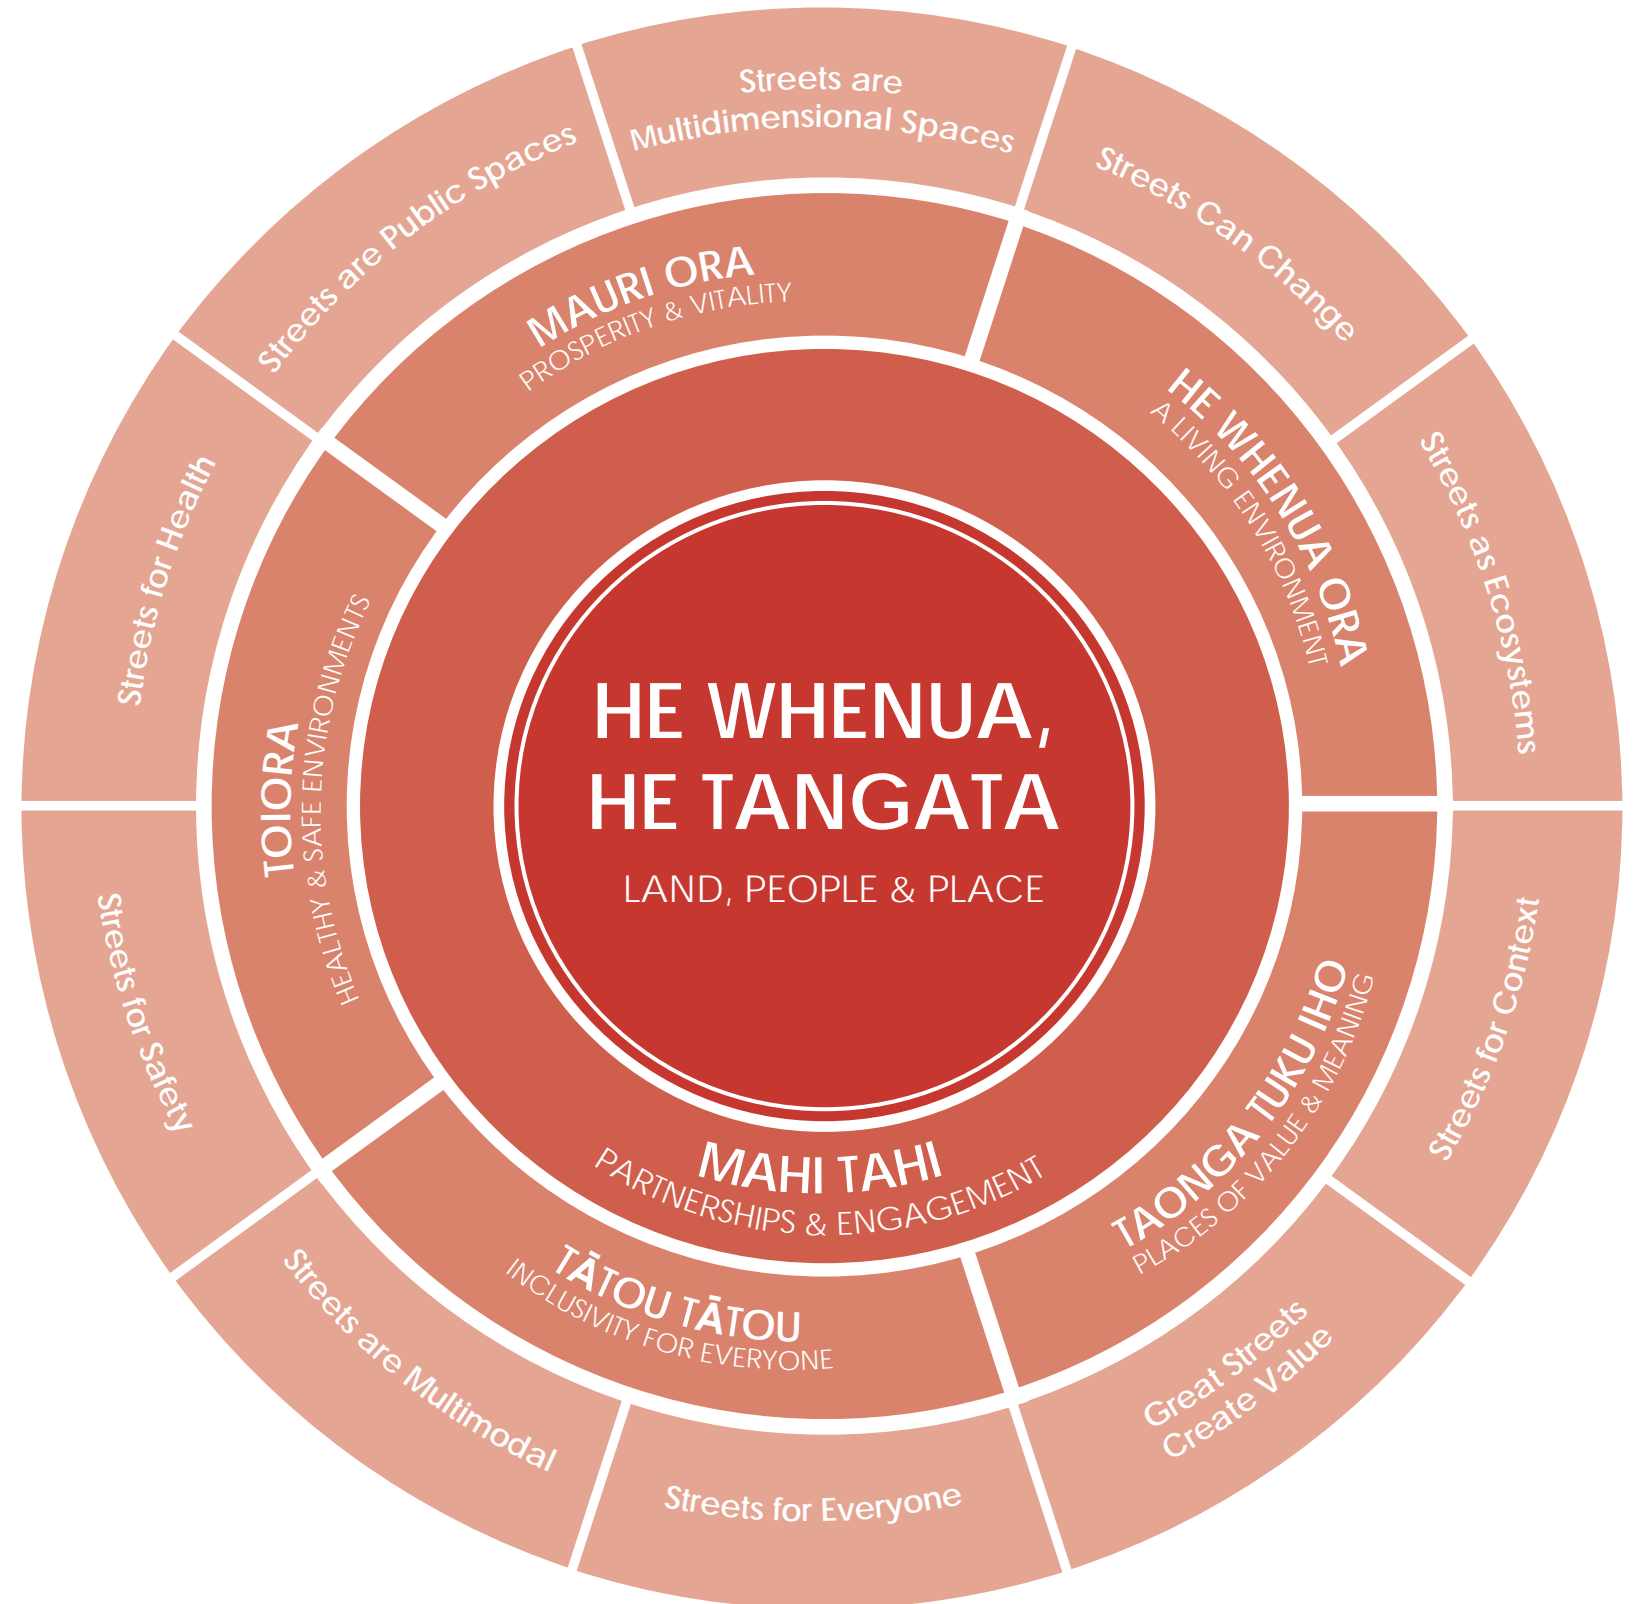 HE WHENUA,
HE TANGATA
LAND, PEOPLE & PLACE
MAHI TAHI
PARTNERSHIPS & ENGAGEMENT
MAURI ORA
PROSPERITY & VITALITY
HE WHENUA ORA
A LIVING ENVIRONMENT
TAONGA TUKU IHO
PLACES OF VALUE & MEANING
TĀTOU TĀTOU
INCLUSIVITY FOR EVERYONE
TOIORA
HEALTHY & SAFE ENVIRONMENTS
Streets are
Multidimensional Spaces
Streets Can Change
Streets as Ecosystems
Streets for Context
Great Streets
Create Value
Streets for Everyone
Streets are Multimodal
Streets for Safety
Streets for Health
Streets are Public Spaces